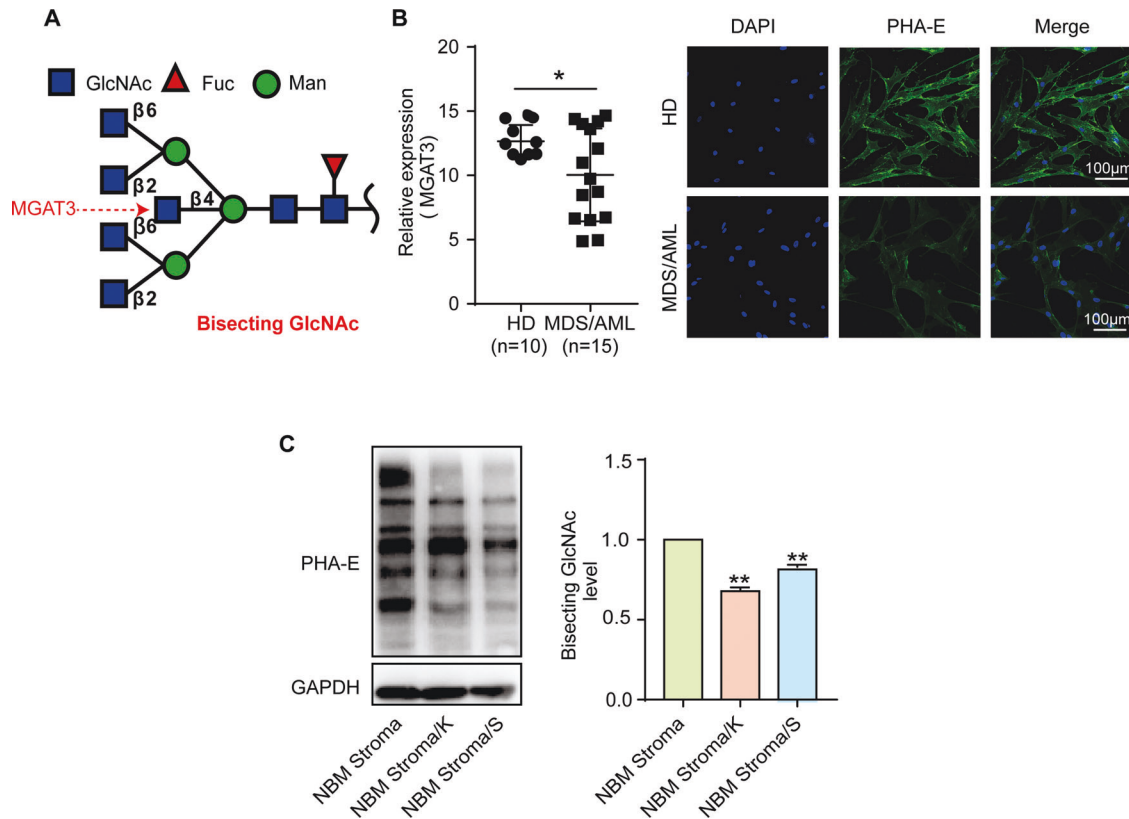 A
GlcNAc
Fuc
Man
β6
β2
β4
MGAT3
β6
β2
Bisecting GlcNAc
B
Relative expression
( MGAT3)
20
15
10
5
0
*
HD
(n=10)
MDS/AML
(n=15)
DAPI
PHA-E
Merge
HD
100μm
MDS/AML
100μm
C
PHA-E
GAPDH
NBM Stroma
NBM Stroma/K
NBM Stroma/S
Bisecting GlcNAc
level
1.5
1.0
0.5
0.0
**
**
NBM Stroma
NBM Stroma/K
NBM Stroma/S